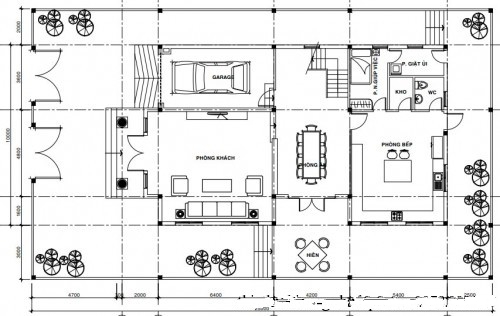 GARAGE
P. N.GIÚP VIỆC
P. GIẶT ỦI
KHO
WC
PHÒNG KHÁCH
PHÒNG ĂN
PHÒNG BẾP
HIÊN
2000
3600
4800
1600
3000
4700
2000
6400
4200
5400
2500